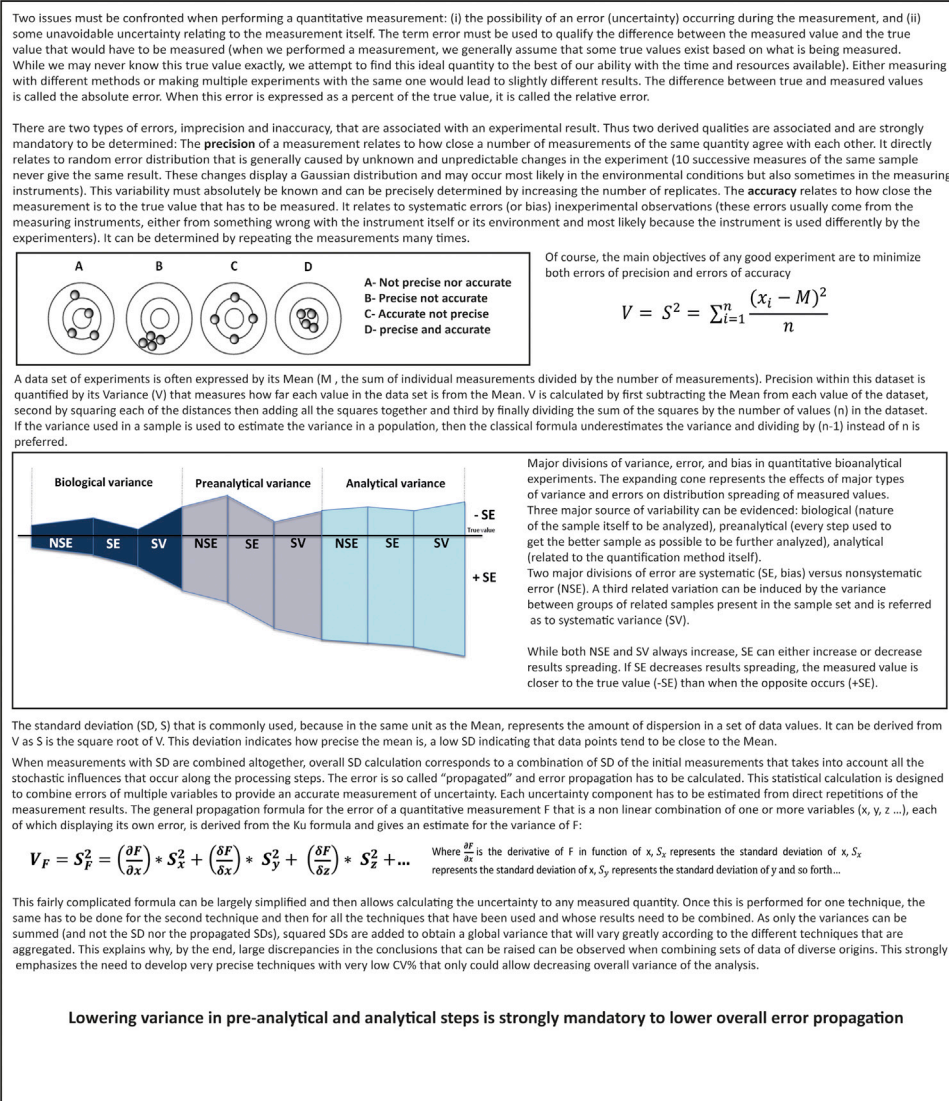 Two issues must be confronted when performing a quantitative measurement: (i) the possibility of an error (uncertainty) occurring during the measurement, and (ii)
some unavoidable uncertainty relating to the measurement itself. The term error must be used to qualify the difference between the measured value and the true
value that would have to be measured (when we performed a measurement, we generally assume that some true values exist based on what is being measured.
While we may never know this true value exactly, we attempt to find this ideal quantity to the best of our ability with the time and resources available). Either measuring
with different methods or making multiple experiments with the same one would lead to slightly different results. The difference between true and measured values
is called the absolute error. When this error is expressed as a percent of the true value, it is called the relative error.
There are two types of errors, imprecision and inaccuracy, that are associated with an experimental result. Thus two derived qualities are associated and are strongly
mandatory to be determined: The precision of a measurement relates to how close a number of measurements of the same quantity agree with each other. It directly
relates to random error distribution that is generally caused by unknown and unpredictable changes in the experiment (10 successive measures of the same sample
never give the same result. These changes display a Gaussian distribution and may occur most likely in the environmental conditions but also sometimes in the measuring
instruments). This variability must absolutely be known and can be precisely determined by increasing the number of replicates. The accuracy relates to how close the
measurement is to the true value that has to be measured. It relates to systematic errors (or bias) inexperimental observations (these errors usually come from the
measuring instruments, either from something wrong with the instrument itself or its environment and most likely because the instrument is used differently by the
experimenters). It can be determined by repeating the measurements many times.
A B C D
A- Not precise nor accurate
B- Precise not accurate
C- Accurate not precise
D- precise and accurate
Of course, the main objectives of any good experiment are to minimize
both errors of precision and errors of accuracy
V = S² = ∑ⁿᵢ₌₁ (xᵢ − M)² / n
A data set of experiments is often expressed by its Mean (M , the sum of individual measurements divided by the number of measurements). Precision within this dataset is
quantified by its Variance (V) that measures how far each value in the data set is from the Mean. V is calculated by first subtracting the Mean from each value of the dataset,
second by squaring each of the distances then adding all the squares together and third by finally dividing the sum of the squares by the number of values (n) in the dataset.
If the variance used in a sample is used to estimate the variance in a population, then the classical formula underestimates the variance and dividing by (n-1) instead of n is
preferred.
Biological variance Preanalytical variance Analytical variance
- SE
True value
NSE SE SV NSE SE SV NSE SE SV
+ SE
Major divisions of variance, error, and bias in quantitative bioanalytical
experiments. The expanding cone represents the effects of major types
of variance and errors on distribution spreading of measured values.
Three major source of variability can be evidenced: biological (nature
of the sample itself to be analyzed), preanalytical (every step used to
get the better sample as possible to be further analyzed), analytical
(related to the quantification method itself).
Two major divisions of error are systematic (SE, bias) versus nonsystematic
error (NSE). A third related variation can be induced by the variance
between groups of related samples present in the sample set and is referred
as to systematic variance (SV).
While both NSE and SV always increase, SE can either increase or decrease
results spreading. If SE decreases results spreading, the measured value is
closer to the true value (-SE) than when the opposite occurs (+SE).
The standard deviation (SD, S) that is commonly used, because in the same unit as the Mean, represents the amount of dispersion in a set of data values. It can be derived from
V as S is the square root of V. This deviation indicates how precise the mean is, a low SD indicating that data points tend to be close to the Mean.
When measurements with SD are combined altogether, overall SD calculation corresponds to a combination of SD of the initial measurements that takes into account all the
stochastic influences that occur along the processing steps. The error is so called “propagated” and error propagation has to be calculated. This statistical calculation is designed
to combine errors of multiple variables to provide an accurate measurement of uncertainty. Each uncertainty component has to be estimated from direct repetitions of the
measurement results. The general propagation formula for the error of a quantitative measurement F that is a non linear combination of one or more variables (x, y, z ...), each
of which displaying its own error, is derived from the Ku formula and gives an estimate for the variance of F:
V_F = S²_F = (∂F/∂x) * S²_x + (δF/δx) * S²_y + (δF/δz) * S²_z +...
Where ∂F/∂x is the derivative of F in function of x, S_x represents the standard deviation of x, S_x
represents the standard deviation of x, S_y represents the standard deviation of y and so forth...
This fairly complicated formula can be largely simplified and then allows calculating the uncertainty to any measured quantity. Once this is performed for one technique, the
same has to be done for the second technique and then for all the techniques that have been used and whose results need to be combined. As only the variances can be
summed (and not the SD nor the propagated SDs), squared SDs are added to obtain a global variance that will vary greatly according to the different techniques that are
aggregated. This explains why, by the end, large discrepancies in the conclusions that can be raised can be observed when combining sets of data of diverse origins. This strongly
emphasizes the need to develop very precise techniques with very low CV% that only could allow decreasing overall variance of the analysis.
Lowering variance in pre-analytical and analytical steps is strongly mandatory to lower overall error propagation